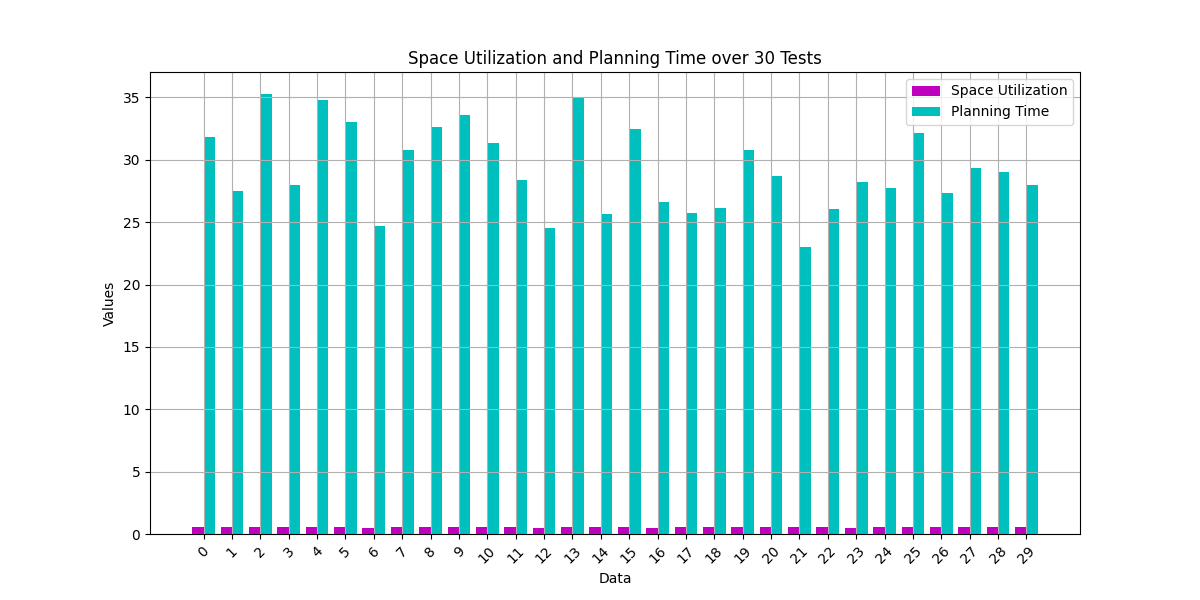 Space Utilization and Planning Time over 30 Tests
Space Utilization
Planning Time
Values
35
30
25
20
15
10
5
0
0 1 2 3 4 5 6 7 8 9 10 11 12 13 14 15 16 17 18 19 20 21 22 23 24 25 26 27 28 29
Data